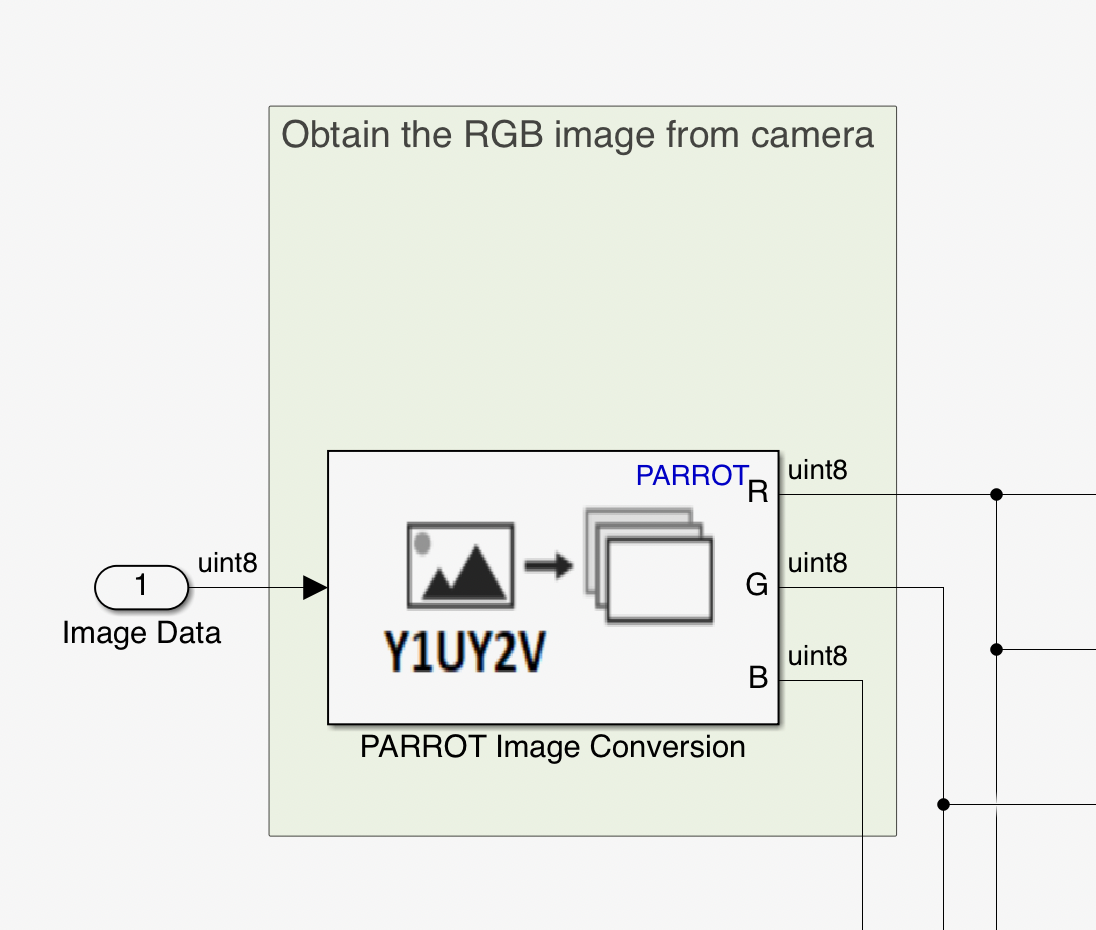 Obtain the RGB image from camera
PARROT
uint8
R
uint8
1
Image Data
uint8
G
Y1UY2V
uint8
B
PARROT Image Conversion